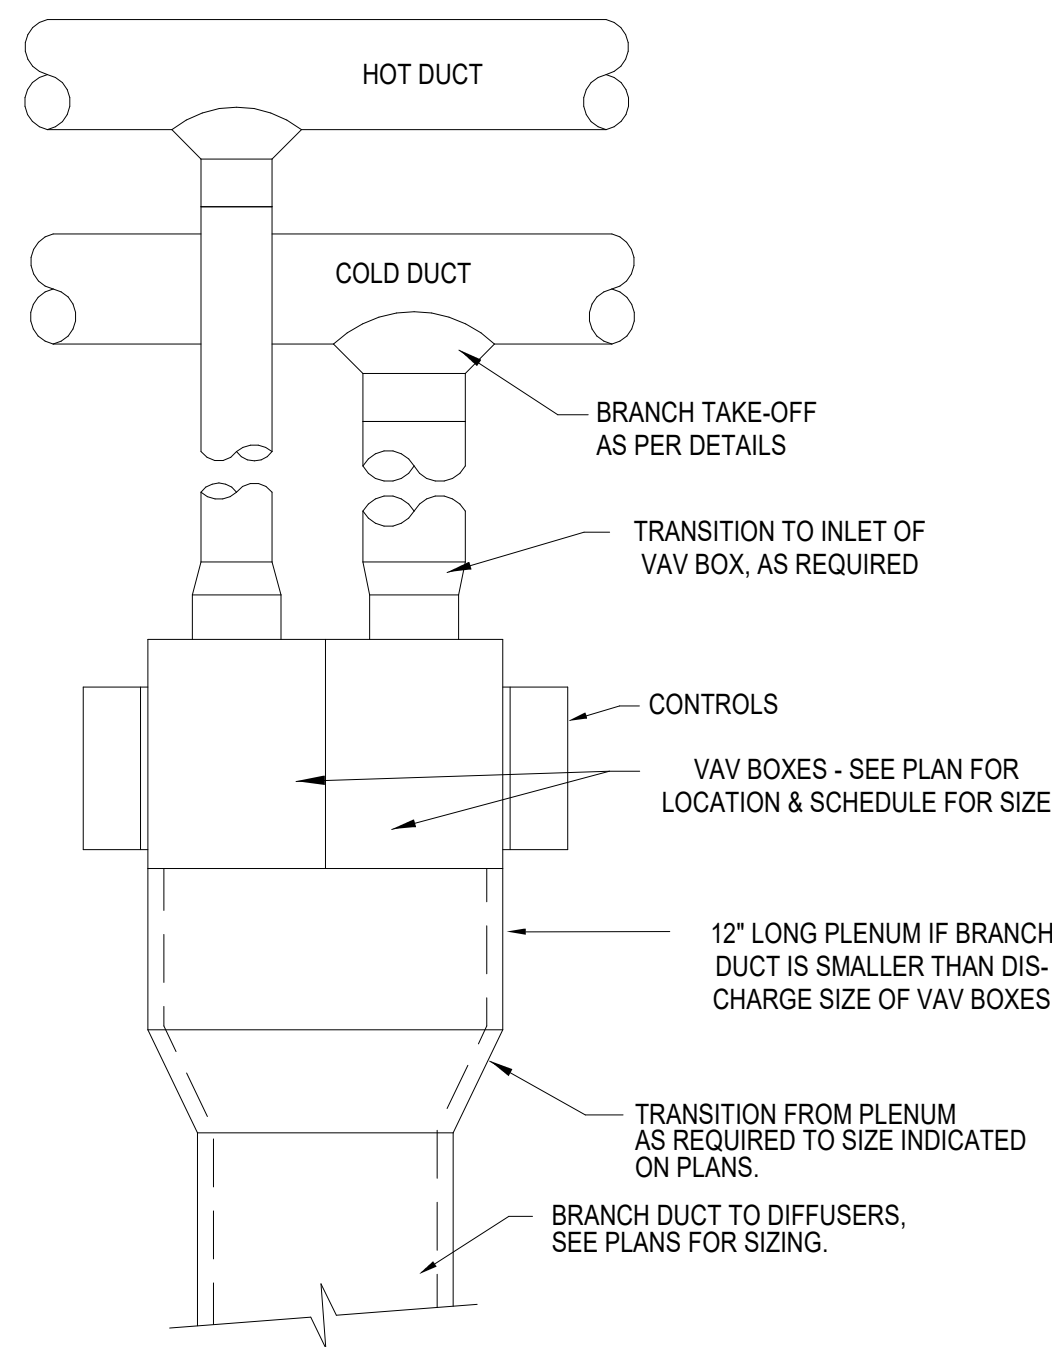 HOT DUCT
COLD DUCT
BRANCH TAKE-OFF
AS PER DETAILS
TRANSITION TO INLET OF
VAV BOX, AS REQUIRED
CONTROLS
VAV BOXES - SEE PLAN FOR
LOCATION & SCHEDULE FOR SIZE
12" LONG PLENUM IF BRANCH
DUCT IS SMALLER THAN DIS-
CHARGE SIZE OF VAV BOXES
TRANSITION FROM PLENUM
AS REQUIRED TO SIZE INDICATED
ON PLANS.
BRANCH DUCT TO DIFFUSERS,
SEE PLANS FOR SIZING.